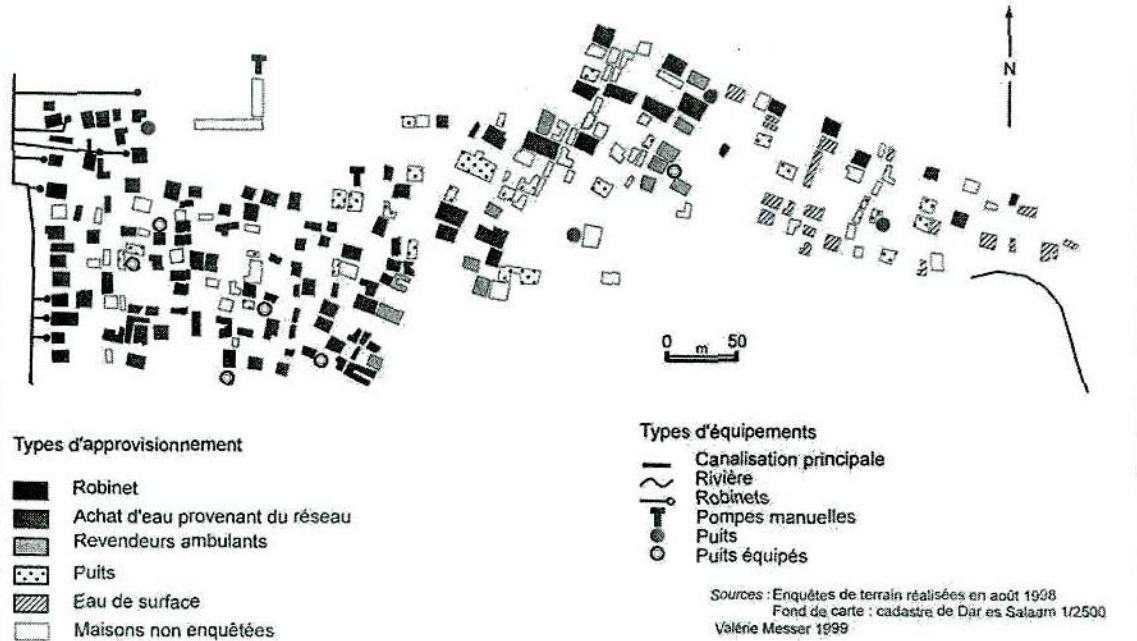 N
0 m 50
Types d'approvisionnement
Robinet
Achat d'eau provenant du réseau
Revendeurs ambulants
Puits
Eau de surface
Maisons non enquêtées
Types d'équipements
Canalisation principale
Rivière
Robinets
Pompes manuelles
Puits
Puits équipés
Sources : Enquêtes de terrain réalisées en août 1998
Fond de carte : cadastre de Dar es Salaam 1/2500
Valérie Messer 1999